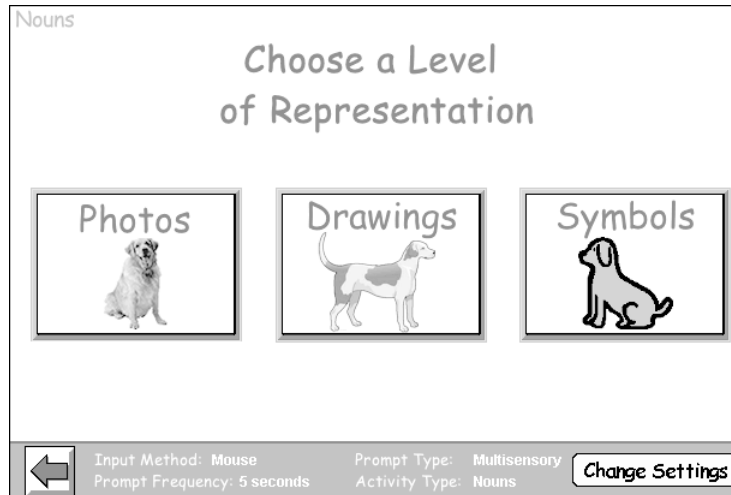 Nouns
Choose a Level
of Representation
Photos Drawings Symbols
Input Method: Mouse Prompt Type: Multisensory Change Settings
Prompt Frequency: 5 seconds Activity Type: Nouns